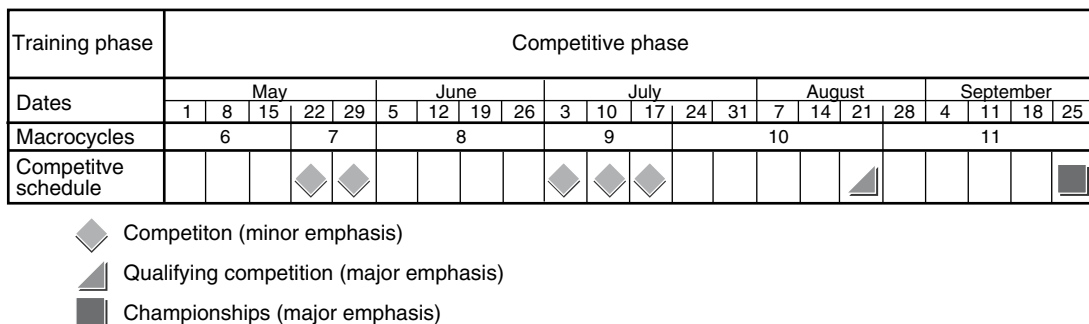 Training phase Competitive phase
May June July August September
Dates
1 8 15 22 29 5 12 19 26 3 10 17 24 31 7 14 21 28 4 11 18 25
Macrocycles 6 7 8 9 10 11
Competitve
schedule
Competiton (minor emphasis)
Qualifying competition (major emphasis)
Championships (major emphasis)